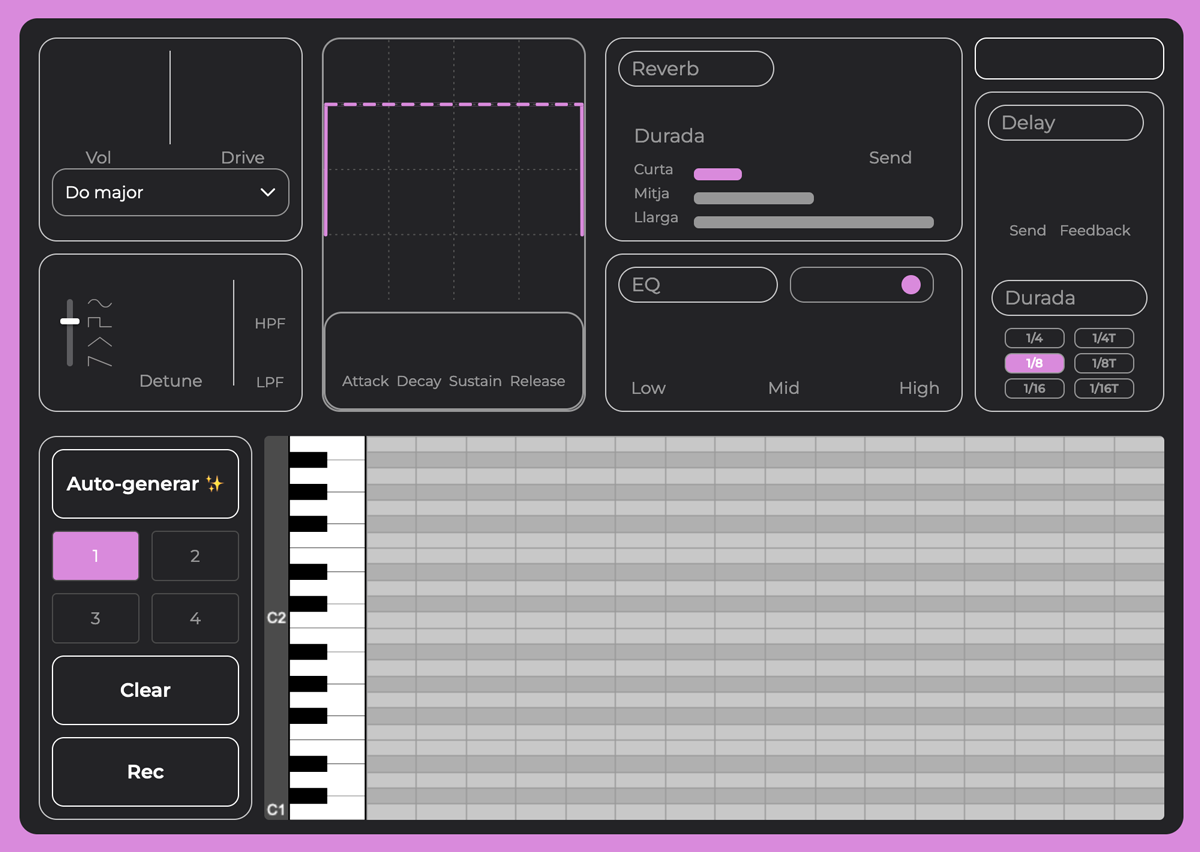 Vol
Drive
Do major
Detune
HPF
LPF
Attack Decay Sustain Release
Reverb
Durada
Curta
Mitja
Llarga
Send
EQ
Low
Mid
High
Delay
Send Feedback
Durada
1/4 1/4T
1/8 1/8T
1/16 1/16T
Auto-generar ✨
1 2
3 4
Clear
Rec
C2
C1